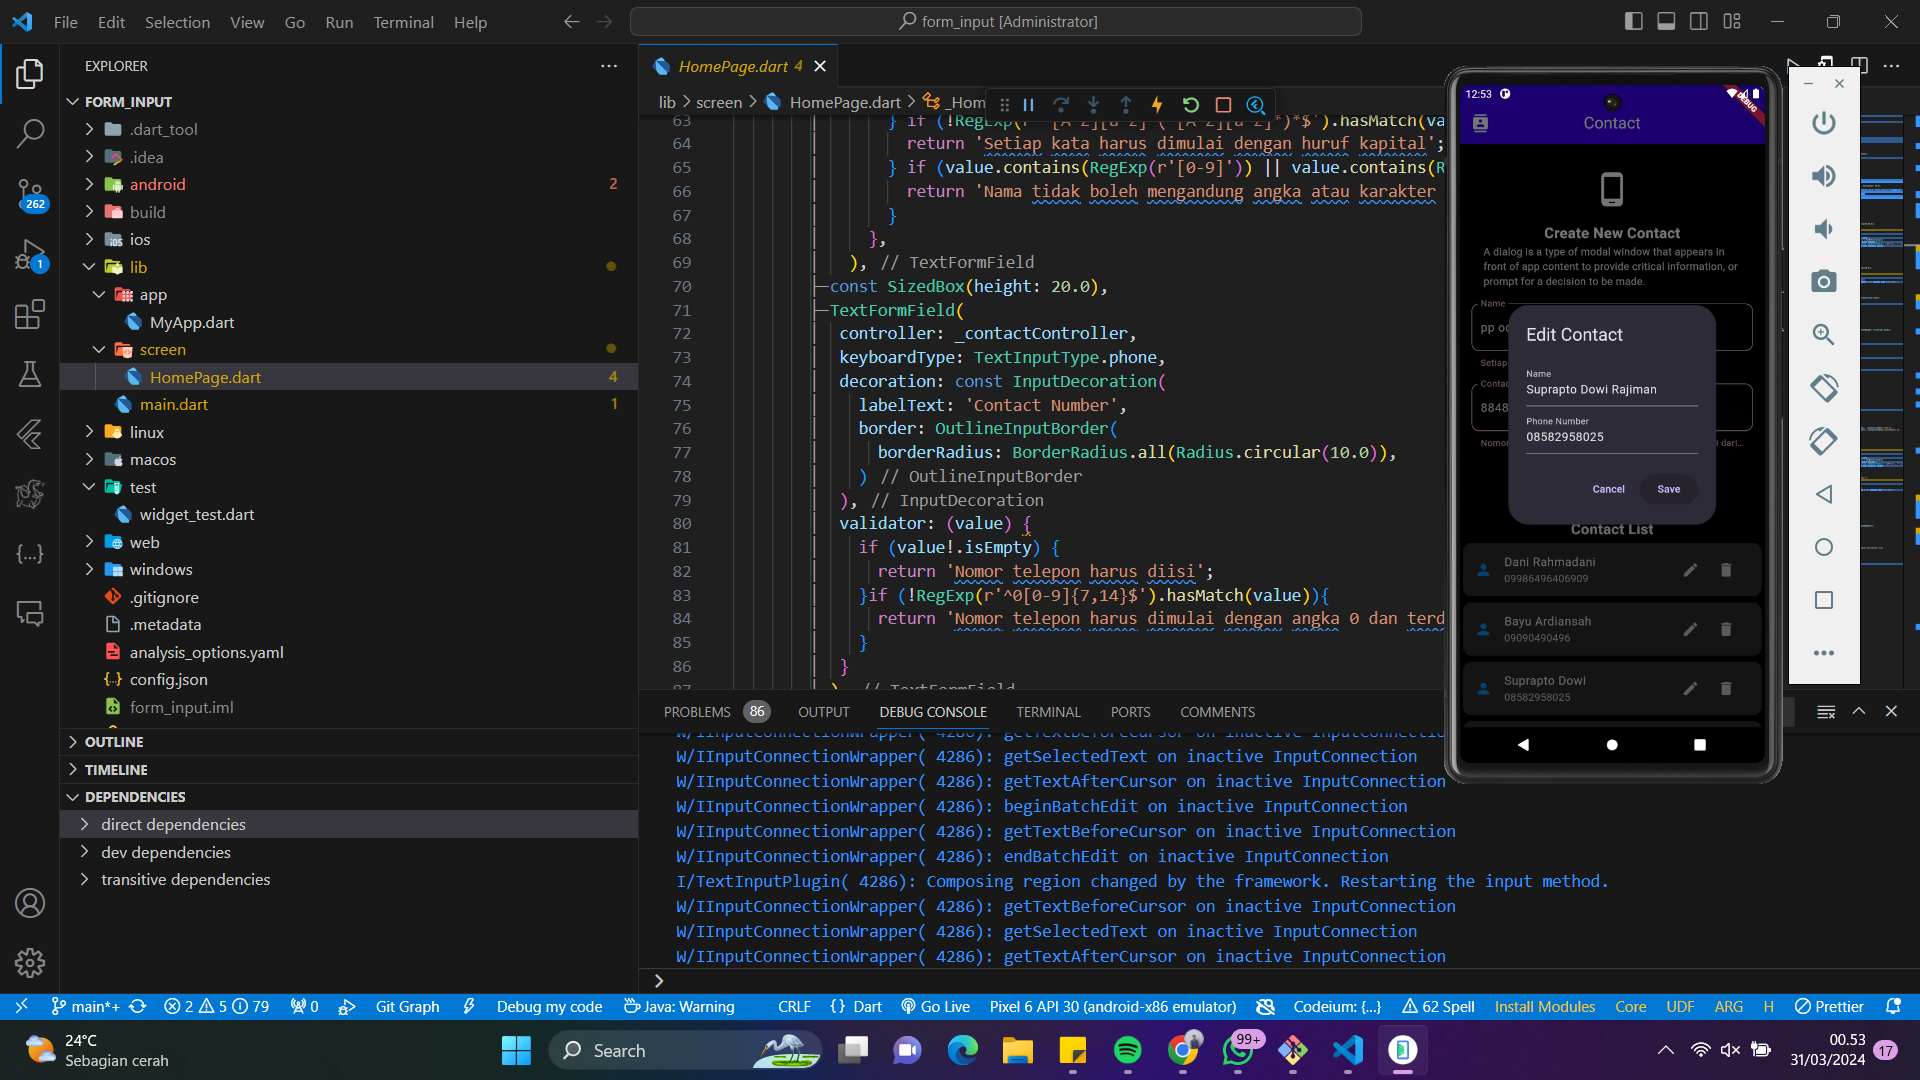 File Edit Selection View Go Run Terminal Help
form_input [Administrator]
EXPLORER
FORM_INPUT
.dart_tool
.idea
android 2
build
ios
lib
app
MyApp.dart
screen
HomePage.dart 4
main.dart 1
linux
macos
test
widget_test.dart
web
windows
.gitignore
.metadata
analysis_options.yaml
config.json
form_input.iml
OUTLINE
TIMELINE
DEPENDENCIES
direct dependencies
dev dependencies
transitive dependencies
262
1
HomePage.dart 4
lib > screen > HomePage.dart > _Hom
64 return 'Setiap kata harus dimulai dengan huruf kapital';
65 } if (value.contains(RegExp(r'[0-9]')) || value.contains(R
66 return 'Nama tidak boleh mengandung angka atau karakter
67 }
68 },
69 ), // TextFormField
70 const SizedBox(height: 20.0),
71 TextFormField(
72 controller: _contactController,
73 keyboardType: TextInputType.phone,
74 decoration: const InputDecoration(
75 labelText: 'Contact Number',
76 border: OutlineInputBorder(
77 borderRadius: BorderRadius.all(Radius.circular(10.0)),
78 ) // OutlineInputBorder
79 ), // InputDecoration
80 validator: (value) {
81 if (value!.isEmpty) {
82 return 'Nomor telepon harus diisi';
83 }if (!RegExp(r'^0[0-9]{7,14}$').hasMatch(value)){
84 return 'Nomor telepon harus dimulai dengan angka 0 dan terd
85 }
86 }
87 ), // TextFormField
PROBLEMS 86 OUTPUT DEBUG CONSOLE TERMINAL PORTS COMMENTS
W/IInputConnectionWrapper( 4286): getTextBeforeCursor on inactive InputConnection
W/IInputConnectionWrapper( 4286): getSelectedText on inactive InputConnection
W/IInputConnectionWrapper( 4286): getTextAfterCursor on inactive InputConnection
W/IInputConnectionWrapper( 4286): beginBatchEdit on inactive InputConnection
W/IInputConnectionWrapper( 4286): getTextBeforeCursor on inactive InputConnection
W/IInputConnectionWrapper( 4286): endBatchEdit on inactive InputConnection
I/TextInputPlugin( 4286): Composing region changed by the framework. Restarting the input method.
W/IInputConnectionWrapper( 4286): getTextBeforeCursor on inactive InputConnection
W/IInputConnectionWrapper( 4286): getSelectedText on inactive InputConnection
W/IInputConnectionWrapper( 4286): getTextAfterCursor on inactive InputConnection
>
12:53
DEBUG
Contact
Create New Contact
A dialog is a type of modal window that appears in
front of app content to provide critical information, or
prompt for a decision to be made.
Name
pp
Setiap
8848
Nomor
dari...
Edit Contact
Name
Suprapto Dowi Rajiman
Phone Number
08582958025
Cancel Save
Contact List
Dani Rahmadani
09986496406909
Bayu Ardiansah
09090490496
Suprapto Dowi
08582958025
main*+ 2 5 79 0 Git Graph Debug my code Java: Warning CRLF {} Dart Go Live Pixel 6 API 30 (android-x86 emulator) Codeium: {...} 62 Spell Install Modules Core UDF ARG H Prettier
24°C
Sebagian cerah
Search
99+
00.53
31/03/2024
17